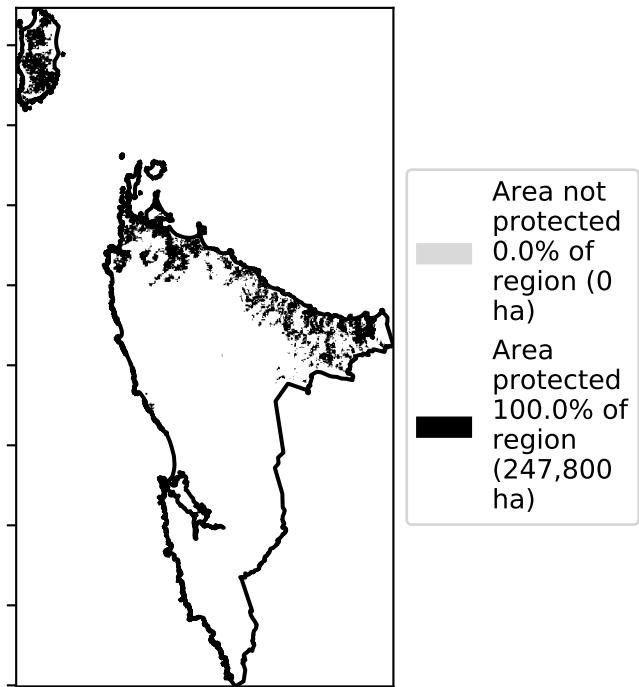 Area not
protected
0.0% of
region (0
ha)
Area
protected
100.0% of
region
(247,800
ha)